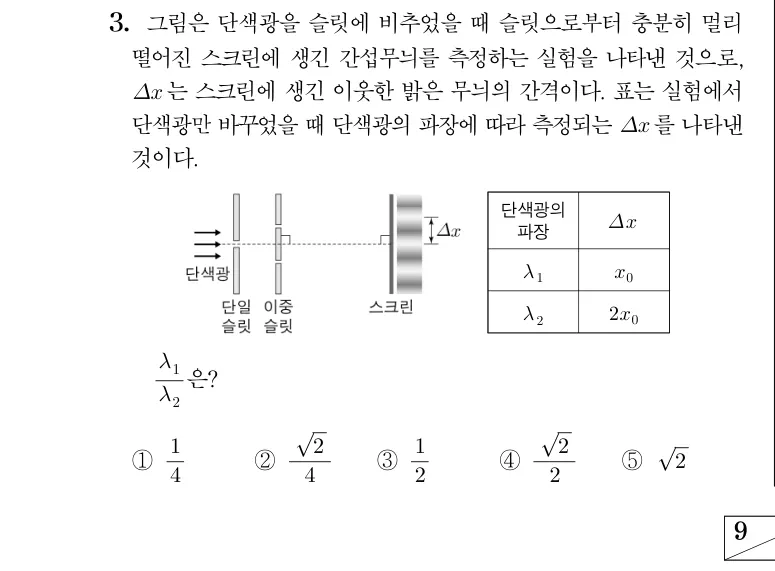 3. 그림은 단색광을 슬릿에 비추었을 때 슬릿으로부터 충분히 멀리
떨어진 스크린에 생긴 간섭무늬를 측정하는 실험을 나타낸 것으로,
Δx는 스크린에 생긴 이웃한 밝은 무늬의 간격이다. 표는 실험에서
단색광만 바꾸었을 때 단색광의 파장에 따라 측정되는 Δx를 나타낸
것이다.
단색광
단일
슬릿
이중
슬릿
스크린
Δx
단색광의
파장
Δx
λ₁ x₀
λ₂ 2x₀
λ₁/λ₂ 은?
① 1/4 ② √2/4 ③ 1/2 ④ √2/2 ⑤ √2
9